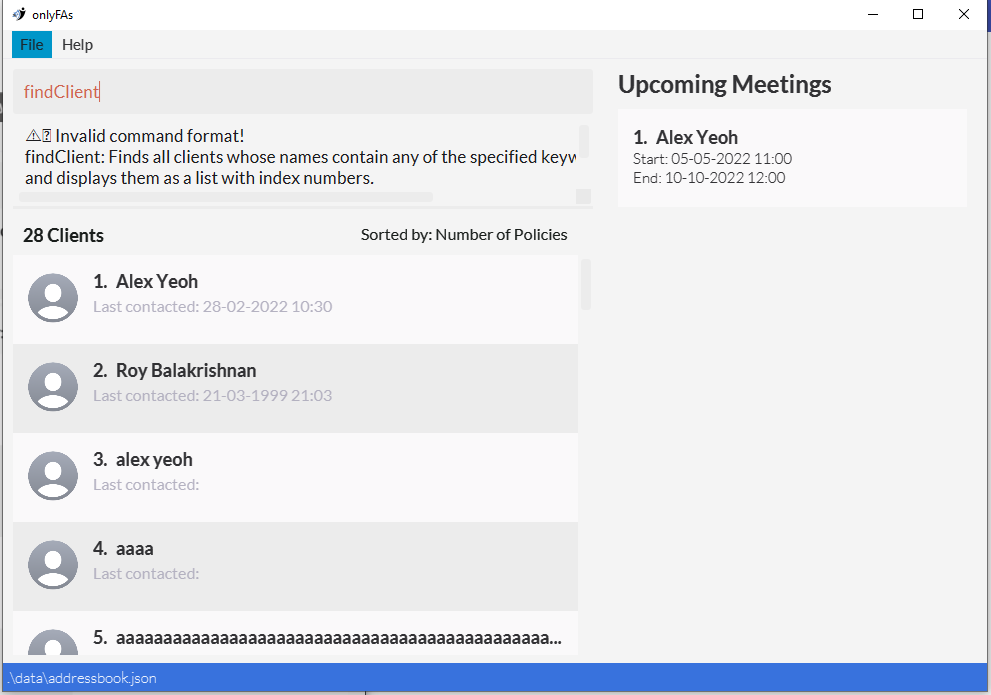 onlyFAs
File Help
findClient
⚠ Invalid command format!
findClient: Finds all clients whose names contain any of the specified keyw
and displays them as a list with index numbers.
28 Clients
Sorted by: Number of Policies
1. Alex Yeoh
Last contacted: 28-02-2022 10:30
2. Roy Balakrishnan
Last contacted: 21-03-1999 21:03
3. alex yeoh
Last contacted:
4. aaaa
Last contacted:
5. aaaaaaaaaaaaaaaaaaaaaaaaaaaaaaaaaaaaaaaaaaaaaa...
Upcoming Meetings
1. Alex Yeoh
Start: 05-05-2022 11:00
End: 10-10-2022 12:00
.\data\addressbook.json